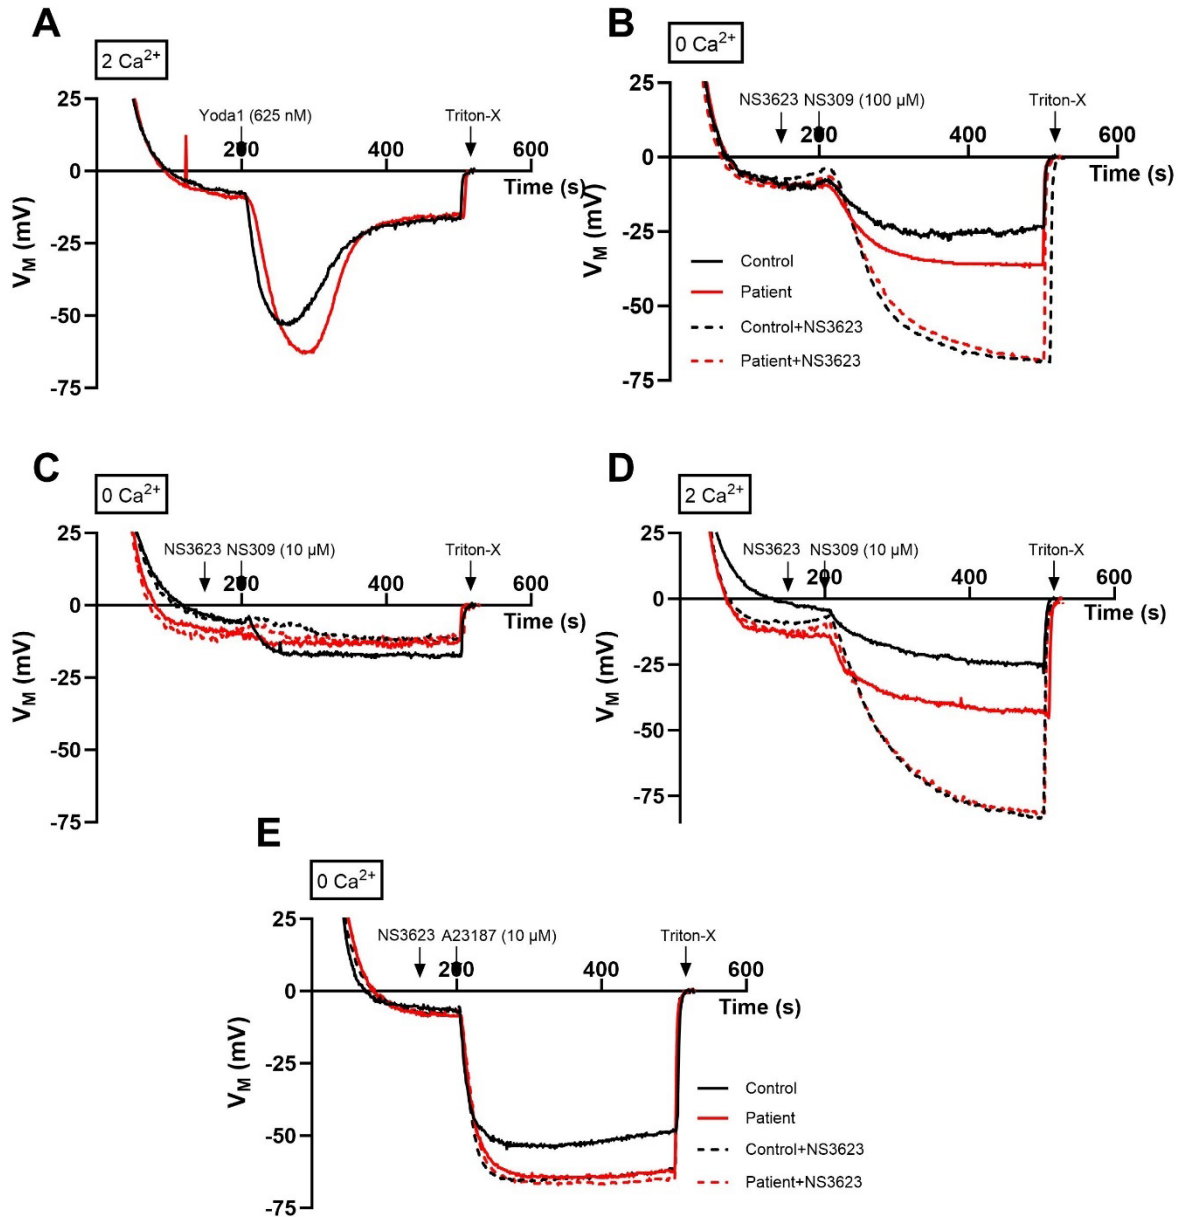 A
2 Ca²⁺
25
0
-25
-50
-75
V_M (mV)
Yoda1 (625 nM)
Triton-X
200
400
600
Time (s)
B
0 Ca²⁺
25
0
-25
-50
-75
V_M (mV)
NS3623 NS309 (100 µM)
Triton-X
200
400
600
Time (s)
Control
Patient
Control+NS3623
Patient+NS3623
C
0 Ca²⁺
25
0
-25
-50
-75
V_M (mV)
NS3623 NS309 (10 µM)
Triton-X
200
400
600
Time (s)
D
2 Ca²⁺
25
0
-25
-50
-75
V_M (mV)
NS3623 NS309 (10 µM)
Triton-X
200
400
600
Time (s)
E
0 Ca²⁺
25
0
-25
-50
-75
V_M (mV)
NS3623 A23187 (10 µM)
Triton-X
200
400
600
Time (s)
Control
Patient
Control+NS3623
Patient+NS3623